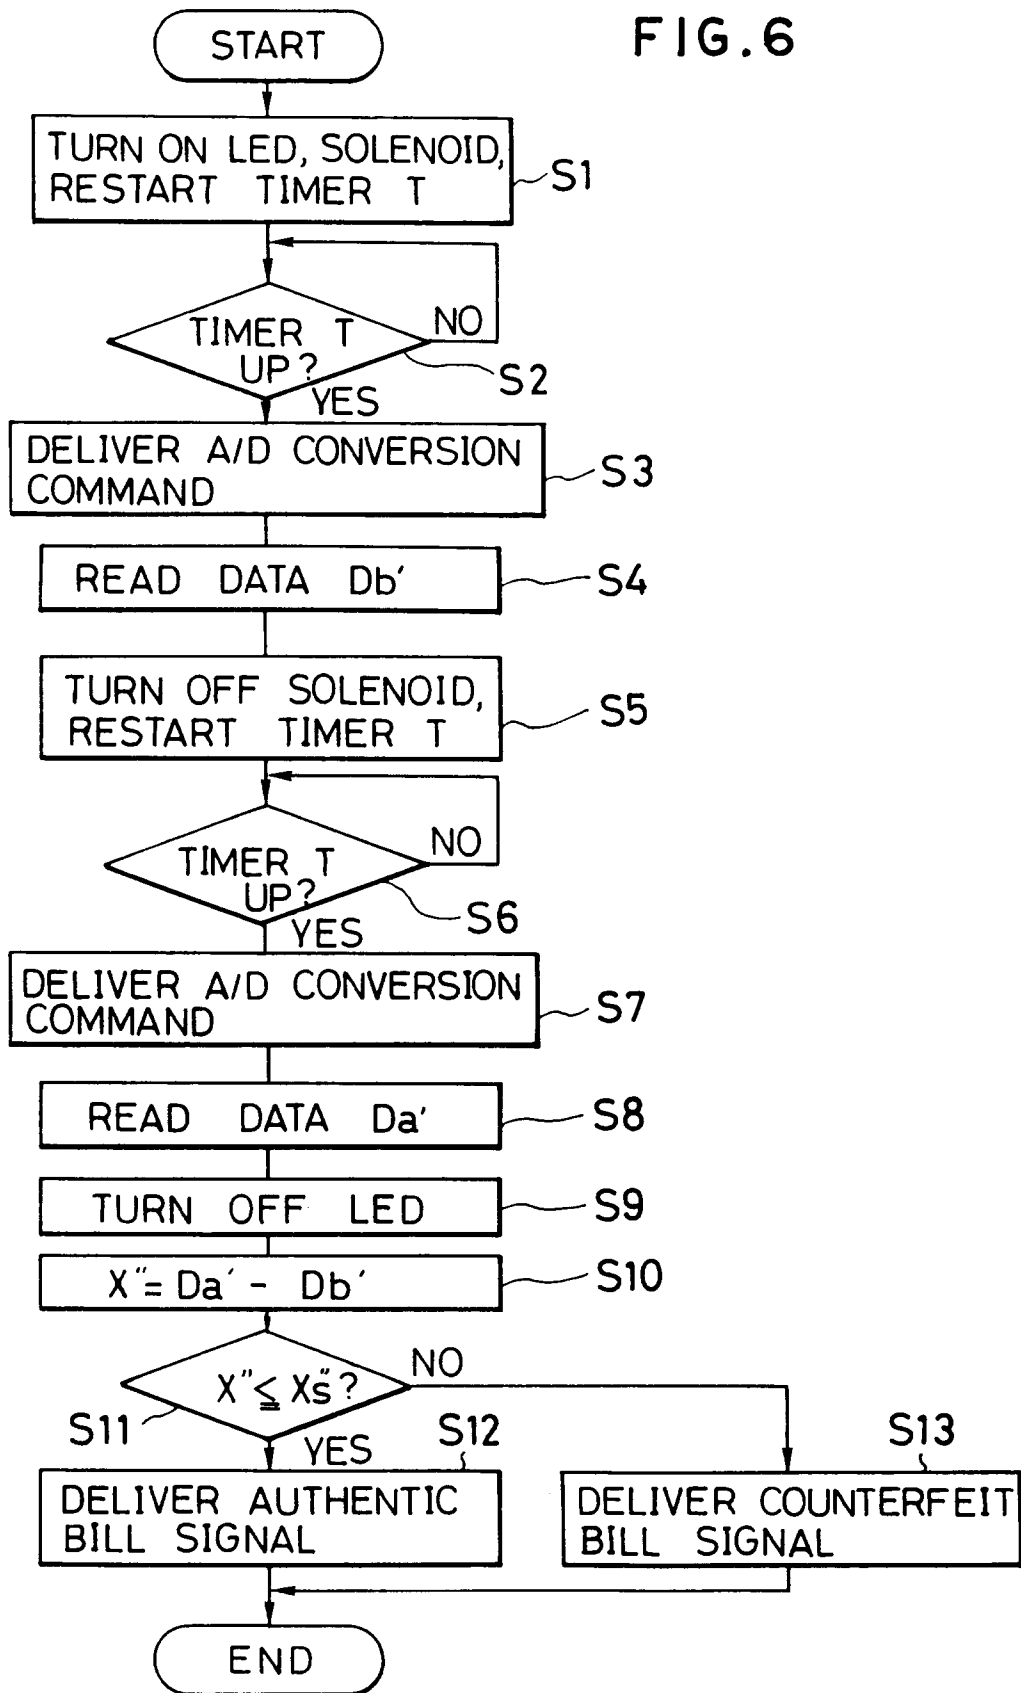 FIG.6
START
TURN ON LED, SOLENOID,
RESTART TIMER T
S1
TIMER T
UP?
NO
S2
YES
DELIVER A/D CONVERSION
COMMAND
S3
READ DATA Db'
S4
TURN OFF SOLENOID,
RESTART TIMER T
S5
TIMER T
UP?
NO
S6
YES
DELIVER A/D CONVERSION
COMMAND
S7
READ DATA Da'
S8
TURN OFF LED
S9
X"= Da' - Db'
S10
X" ≦ Xs"?
NO
S11
YES
S12
DELIVER AUTHENTIC
BILL SIGNAL
S13
DELIVER COUNTERFEIT
BILL SIGNAL
END